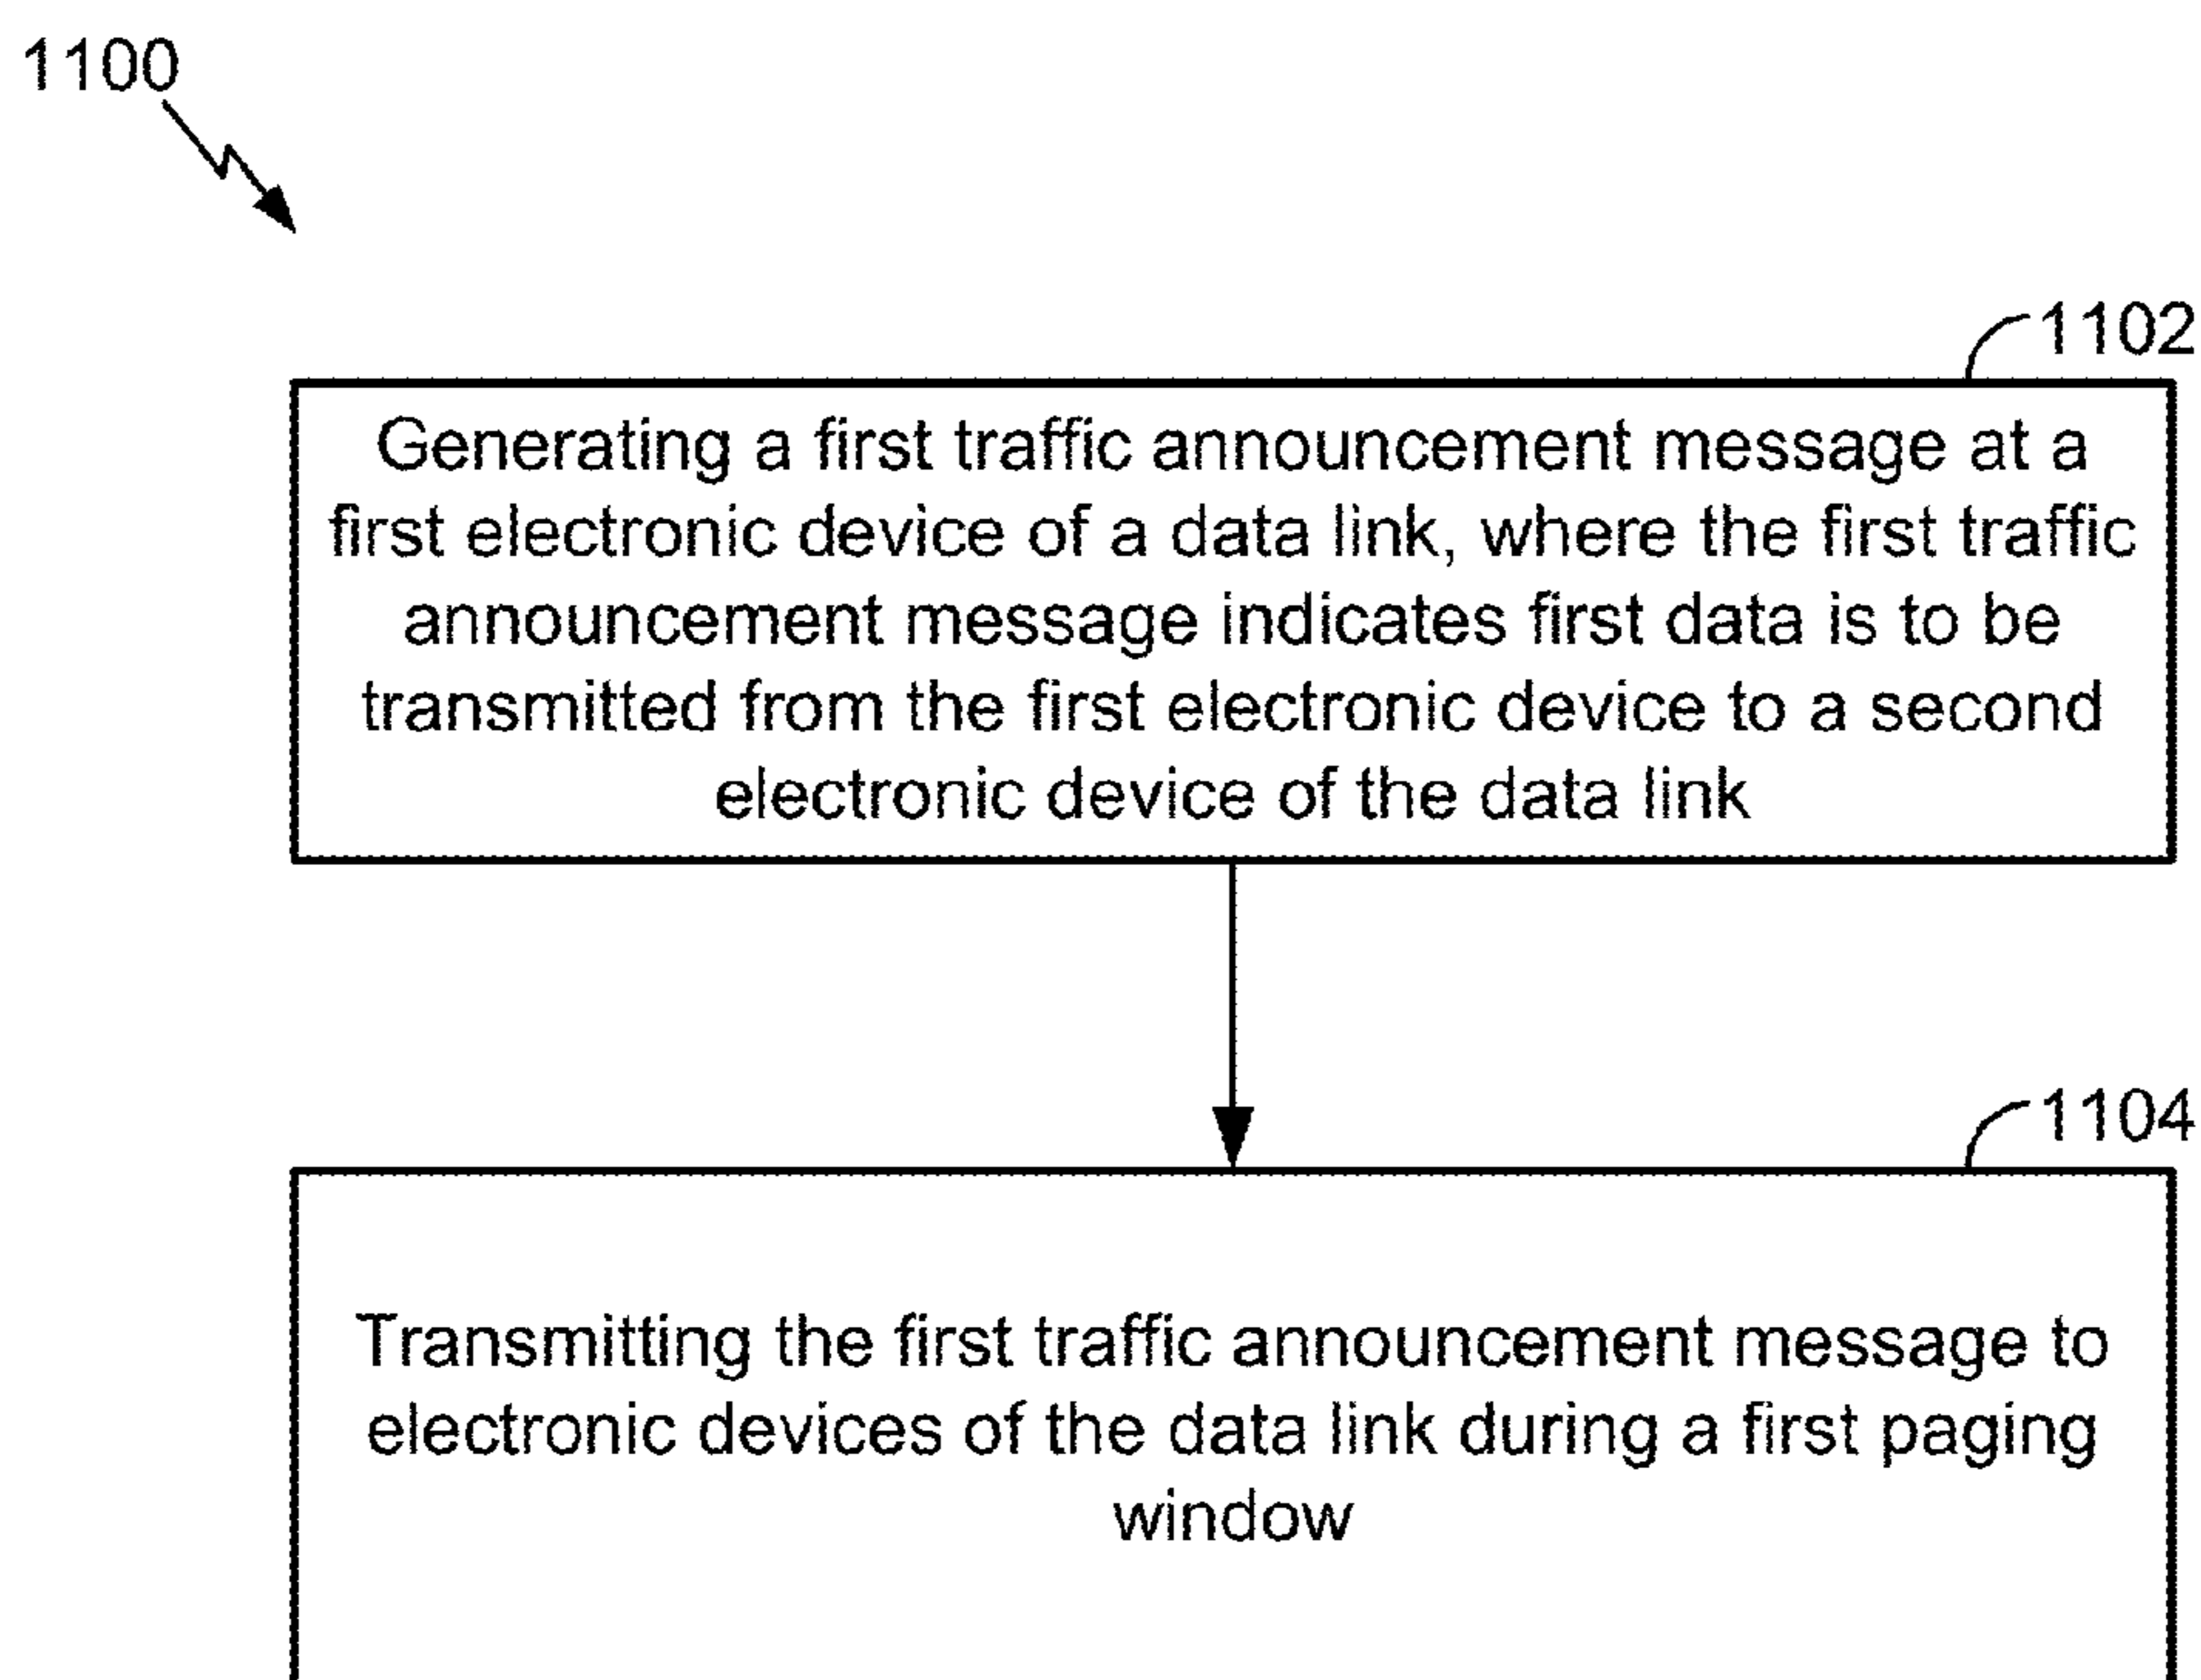 1100
1102
Generating a first traffic announcement message at a
first electronic device of a data link, where the first traffic
announcement message indicates first data is to be
transmitted from the first electronic device to a second
electronic device of the data link
1104
Transmitting the first traffic announcement message to
electronic devices of the data link during a first paging
window